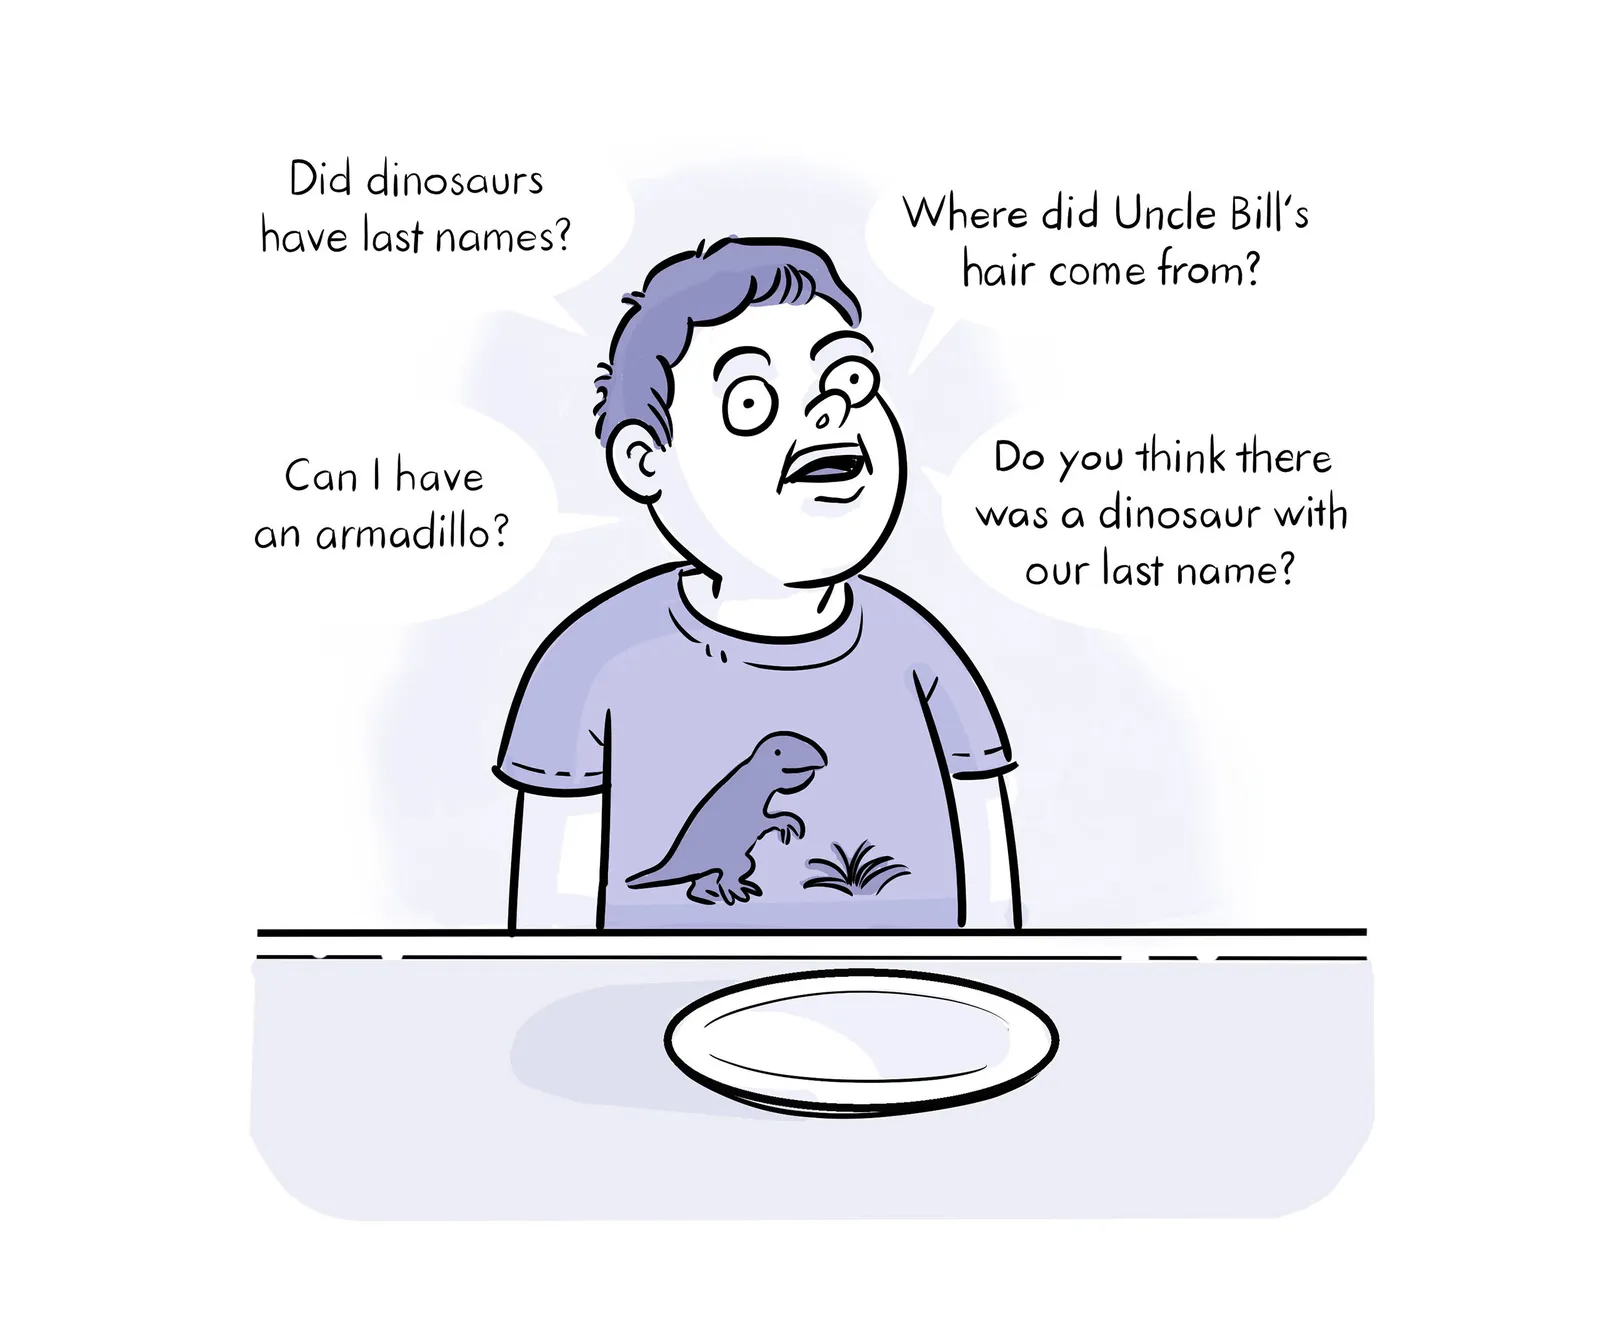 Did dinosaurs
have last names?
Where did Uncle Bill's
hair come from?
Can I have
an armadillo?
Do you think there
was a dinosaur with
our last name?